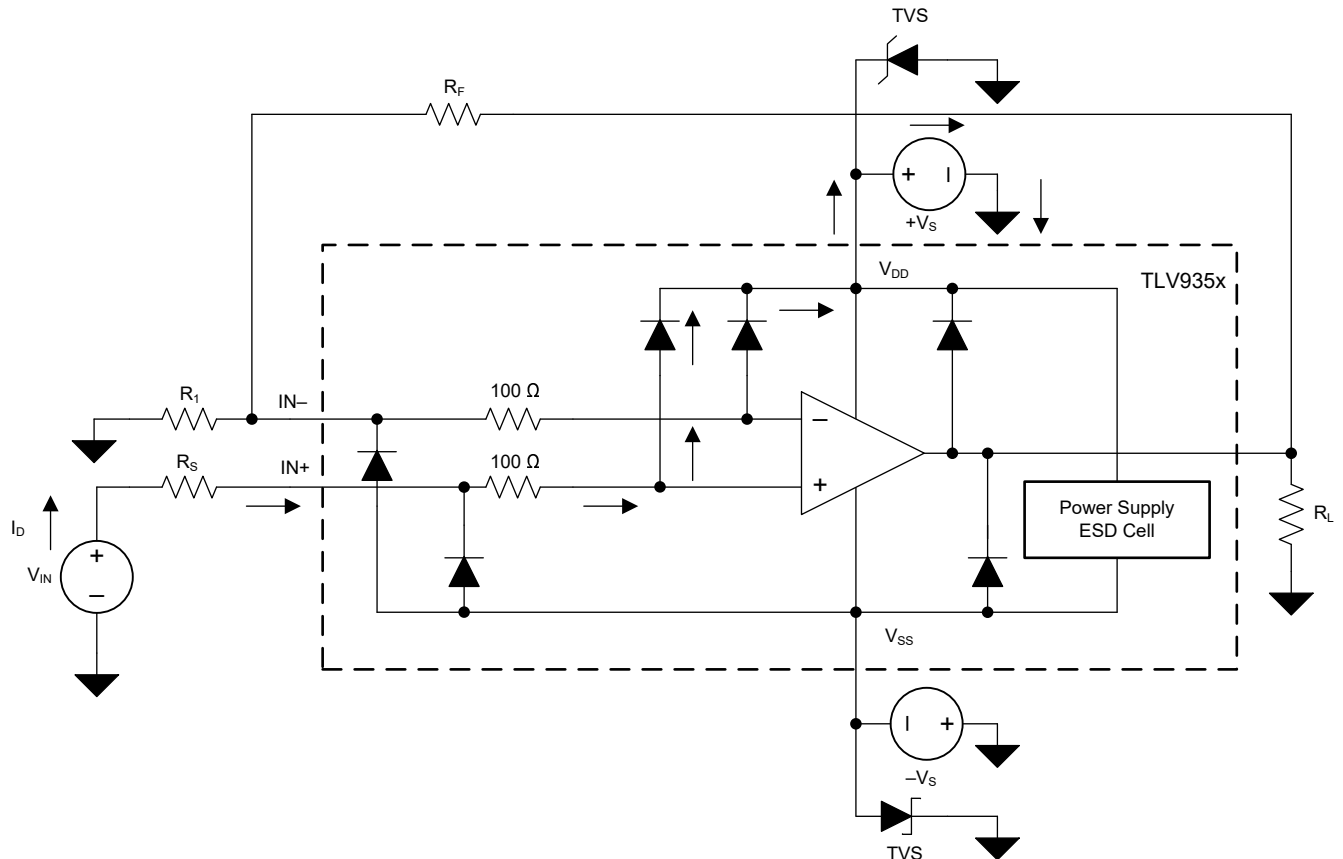 TVS
R_F
+ –
+V_S
V_DD
TLV935x
R_1
IN–
100 Ω
–
R_S
IN+
100 Ω
+
Power Supply
ESD Cell
R_L
I_D
+
V_IN
–
V_SS
– +
–V_S
TVS